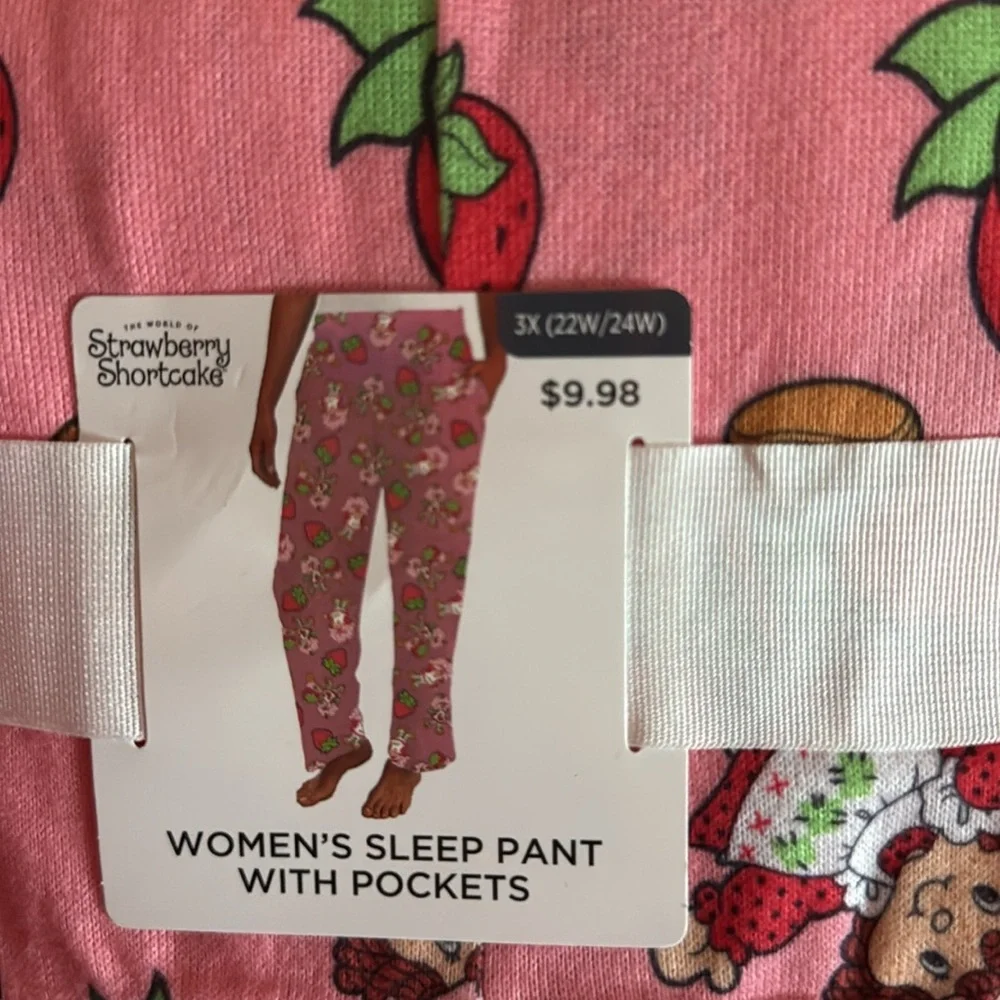 THE WORLD OF
Strawberry
Shortcake
3X (22W/24W)
$9.98
WOMEN'S SLEEP PANT
WITH POCKETS